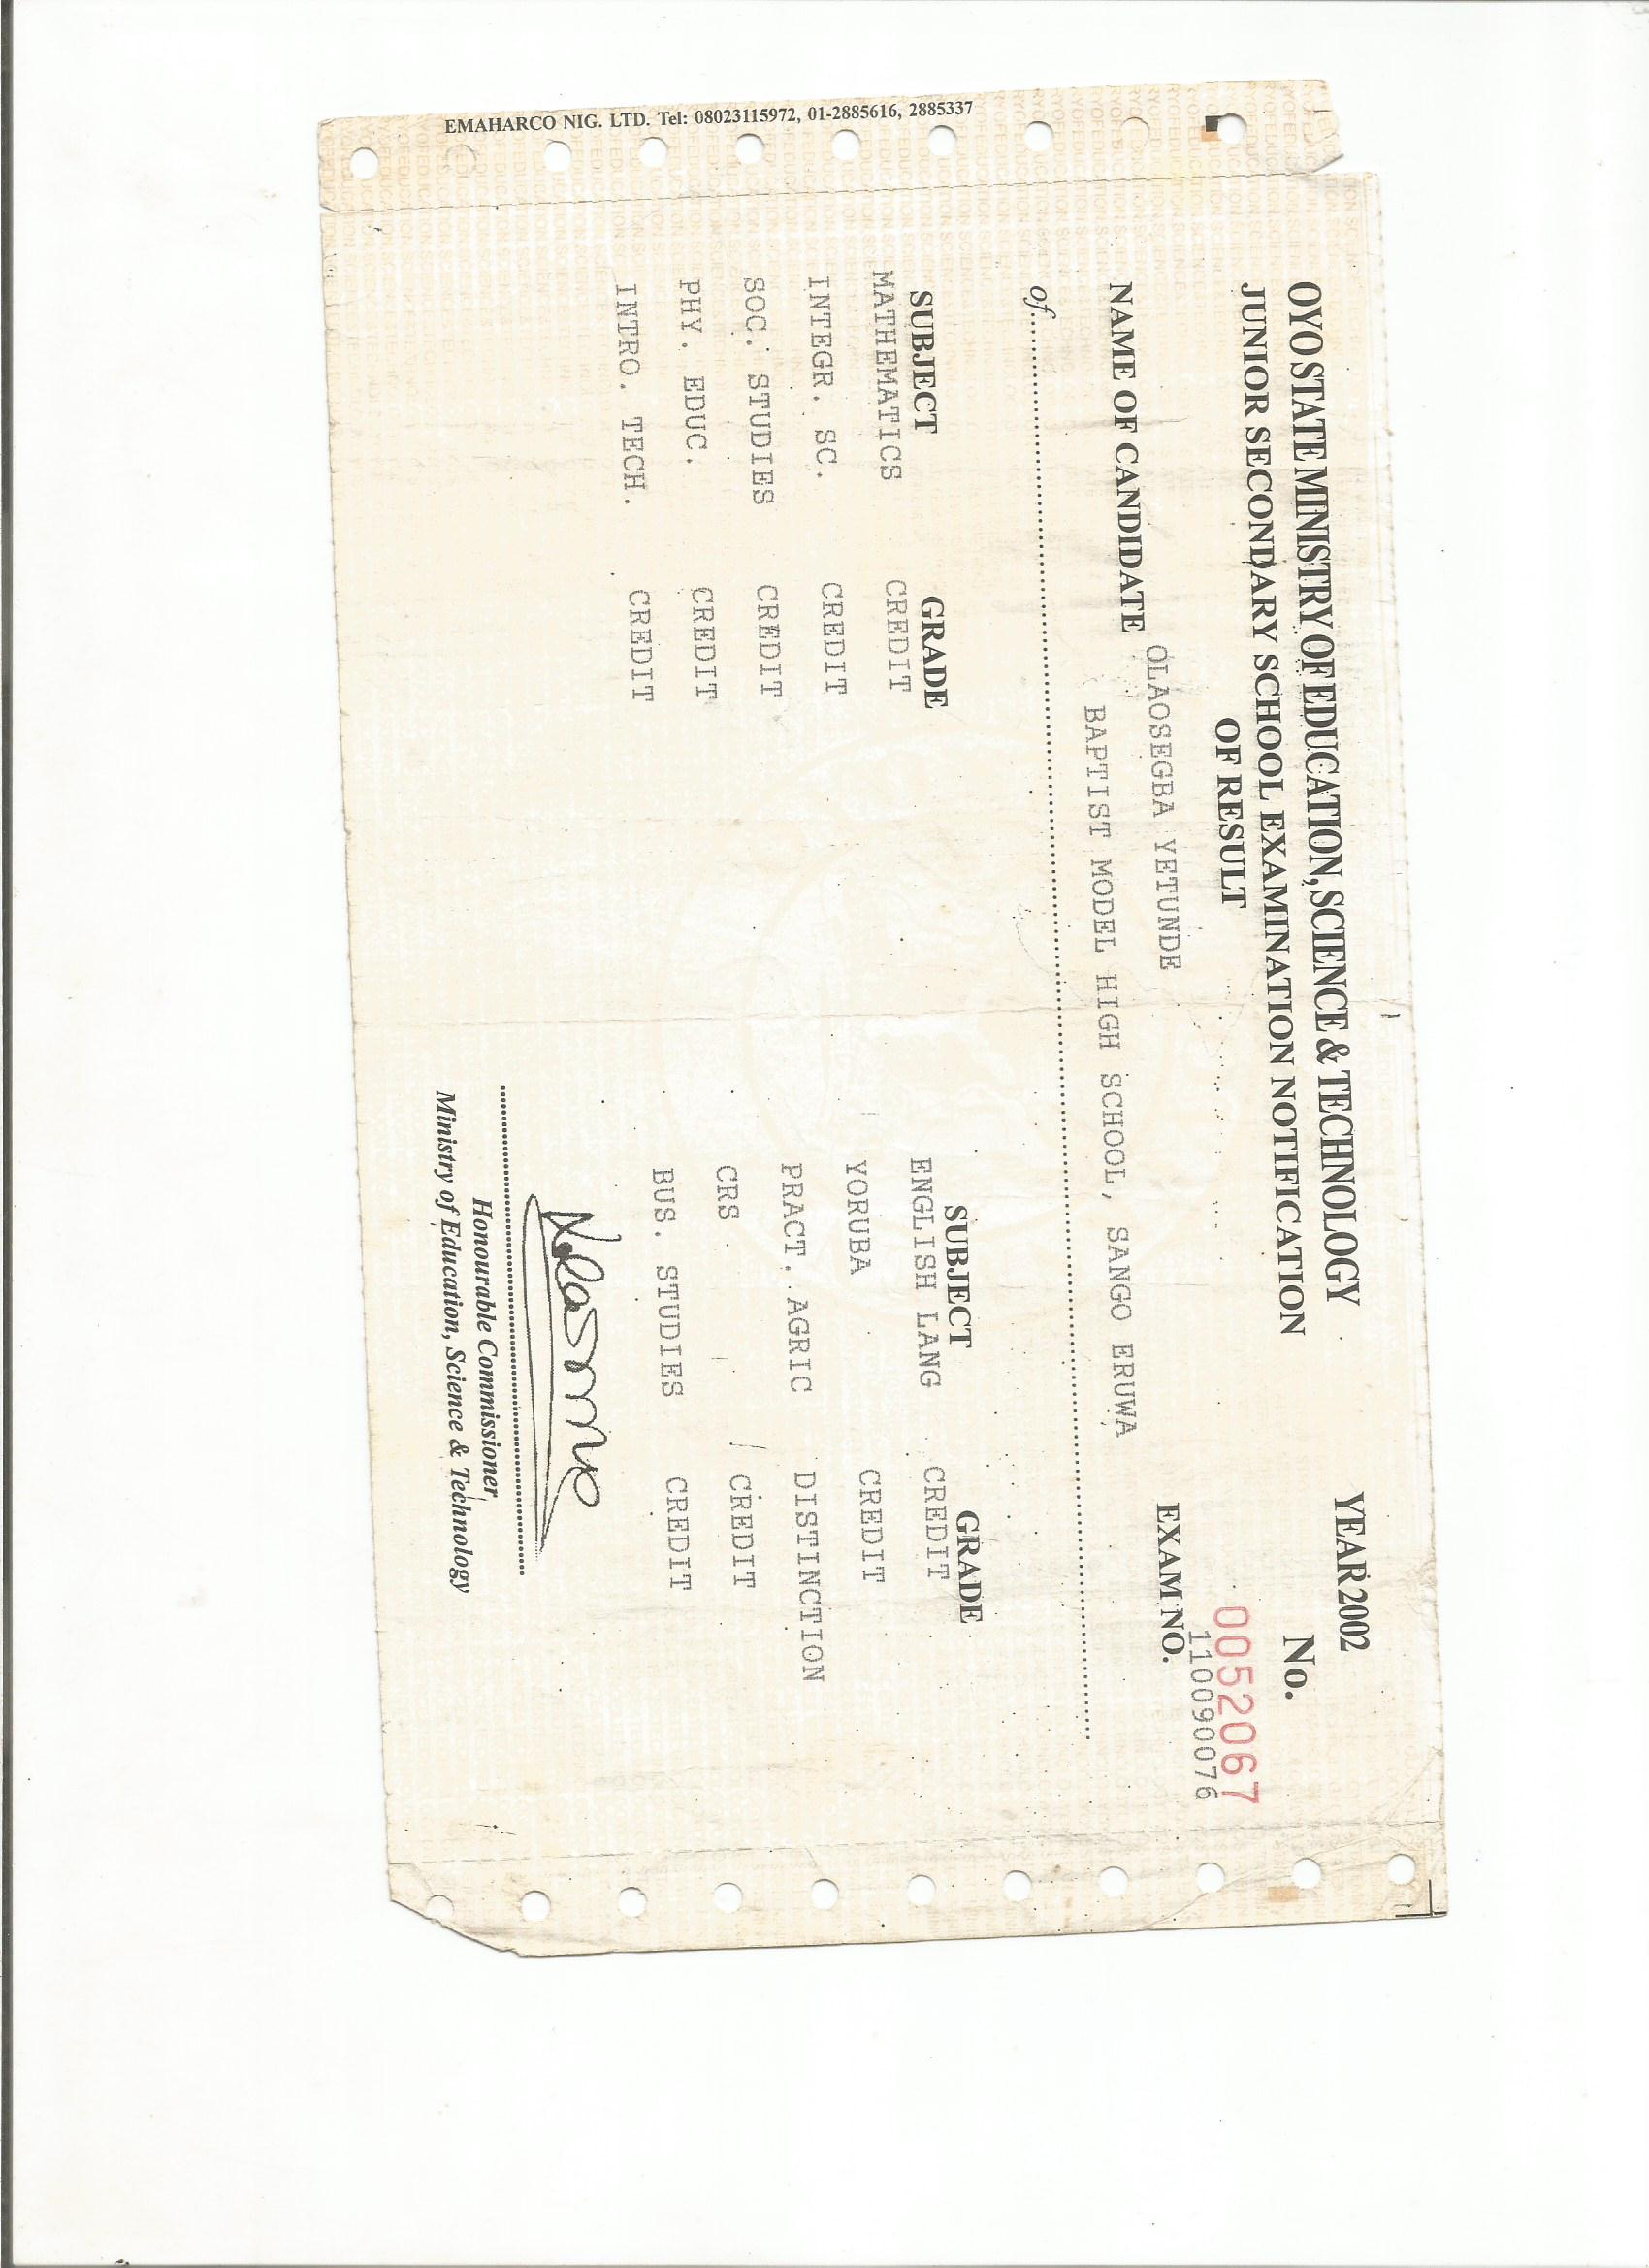 EMAHARCO NIG. LTD. Tel: 08023115972, 01-2885616, 2885337
OYO STATE MINISTRY OF EDUCATION, SCIENCE & TECHNOLOGY
YEAR 2002
JUNIOR SECONDARY SCHOOL EXAMINATION NOTIFICATION
No.
OF RESULT
0052067
110090076
NAME OF CANDIDATE OLAOSEGBA YETUNDE EXAM NO.
BAPTIST MODEL HIGH SCHOOL, SANGO ERUWA
of
SUBJECT GRADE SUBJECT GRADE
MATHEMATICS CREDIT ENGLISH LANG CREDIT
INTEGR. SC. CREDIT YORUBA CREDIT
SOC. STUDIES CREDIT PRACT. AGRIC DISTINCTION
PHY. EDUC. CREDIT CRS CREDIT
INTRO. TECH. CREDIT BUS. STUDIES CREDIT
Honourable Commissioner
Ministry of Education, Science & Technology